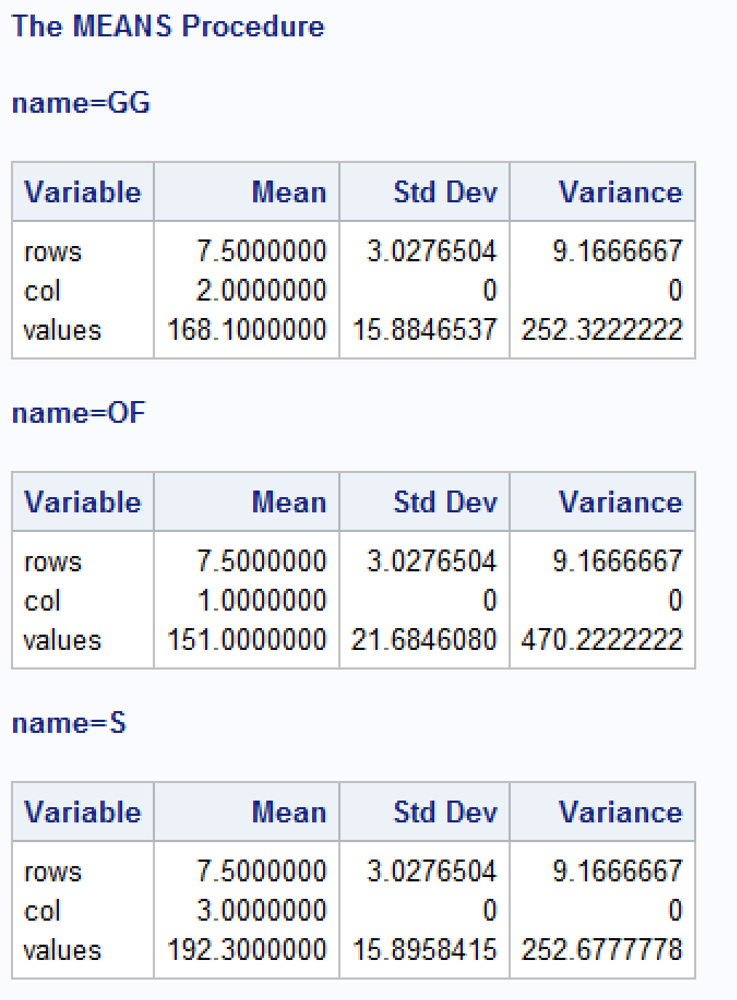 The MEANS Procedure
name=GG
Variable Mean Std Dev Variance
rows 7.5000000 3.0276504 9.1666667
col 2.0000000 0 0
values 168.1000000 15.8846537 252.3222222
name=OF
Variable Mean Std Dev Variance
rows 7.5000000 3.0276504 9.1666667
col 1.0000000 0 0
values 151.0000000 21.6846080 470.2222222
name=S
Variable Mean Std Dev Variance
rows 7.5000000 3.0276504 9.1666667
col 3.0000000 0 0
values 192.3000000 15.8958415 252.6777778